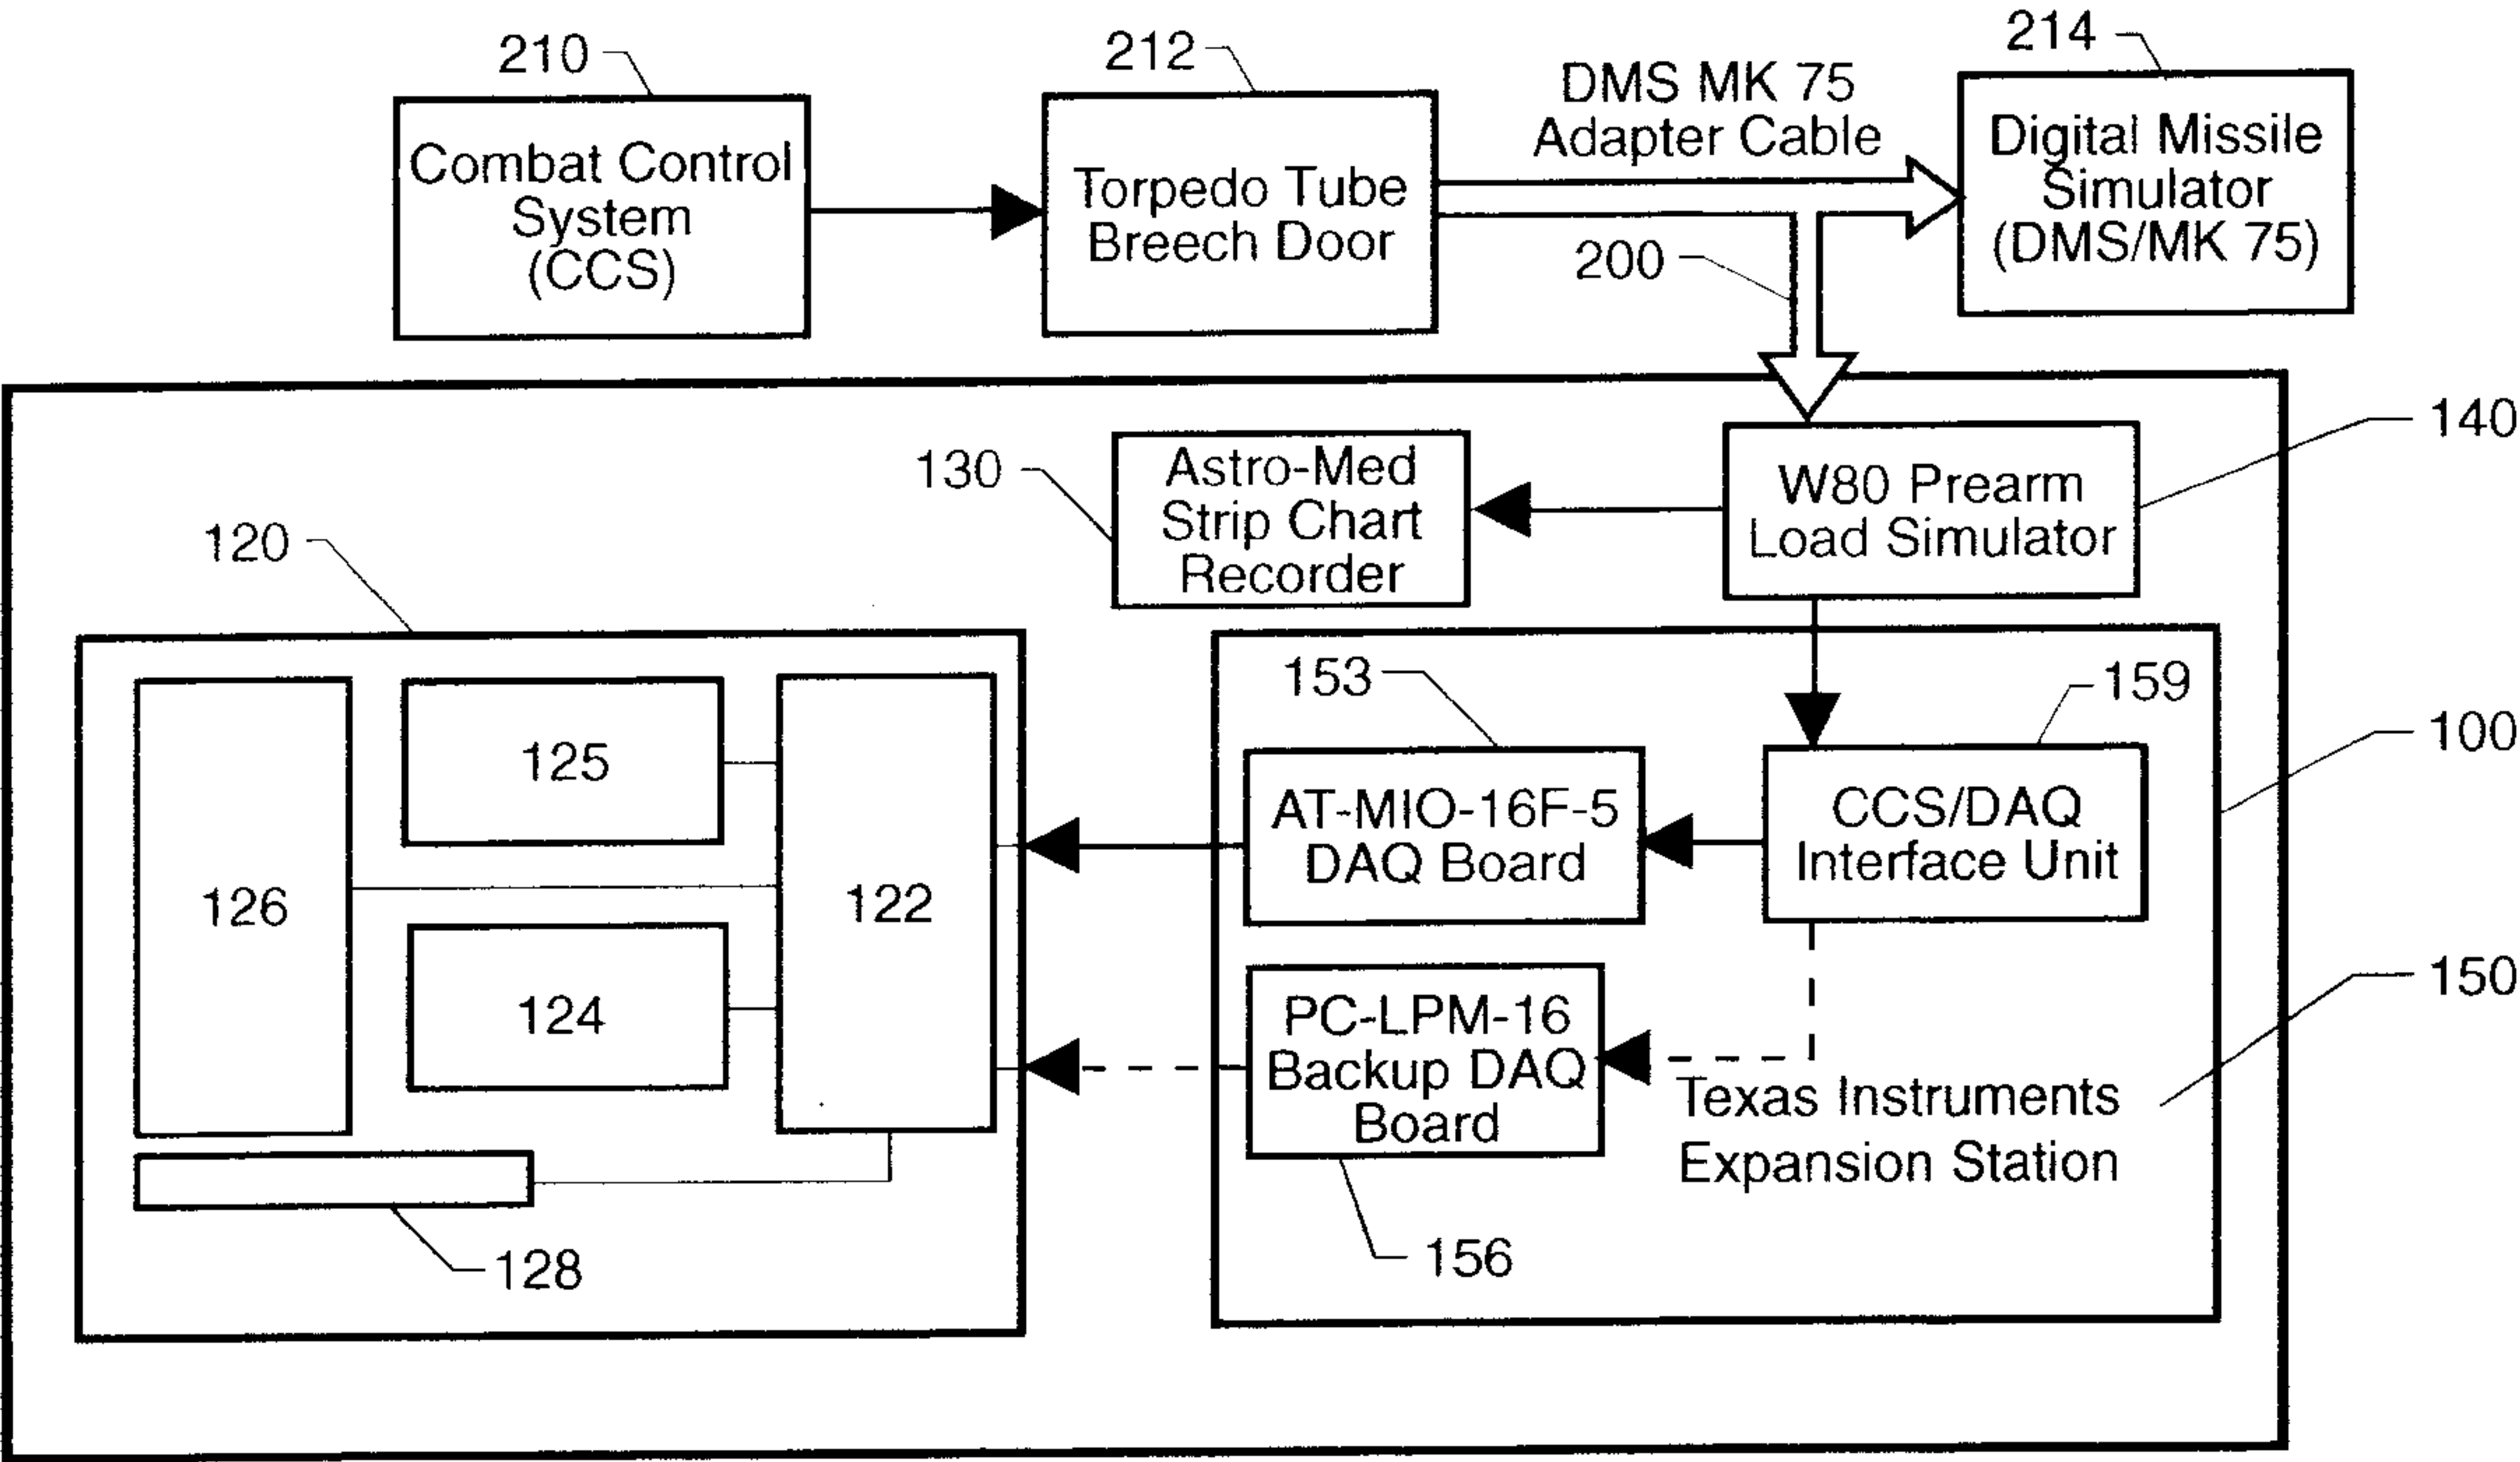 210
212
214
DMS MK 75
Adapter Cable
Combat Control
System
(CCS)
Torpedo Tube
Breech Door
Digital Missile
Simulator
(DMS/MK 75)
200
140
130
Astro-Med
Strip Chart
Recorder
W80 Prearm
Load Simulator
120
153
159
100
125
AT-MIO-16F-5
DAQ Board
CCS/DAQ
Interface Unit
126
122
150
124
PC-LPM-16
Backup DAQ
Board
Texas Instruments
Expansion Station
128
156